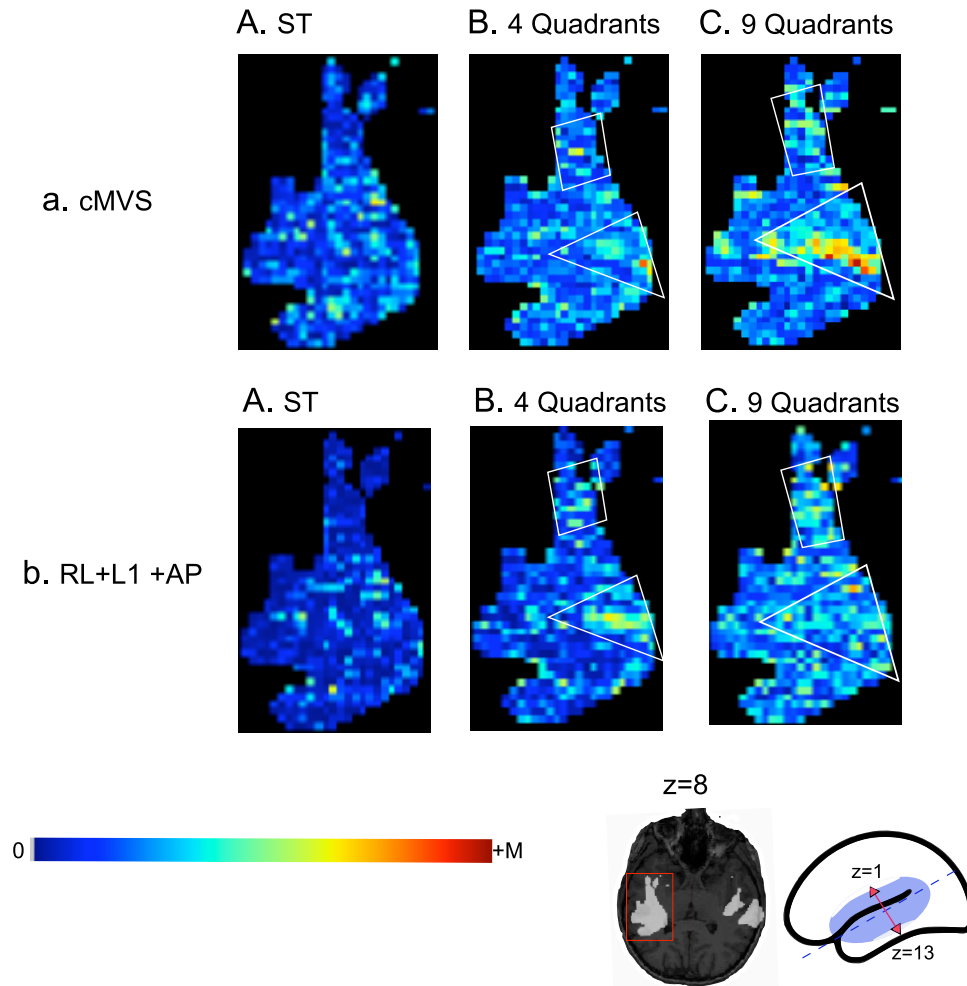 A. ST
B. 4 Quadrants
C. 9 Quadrants
a. cMVS
A. ST
B. 4 Quadrants
C. 9 Quadrants
b. RL+L1 +AP
0
+M
z=8
z=1
z=13